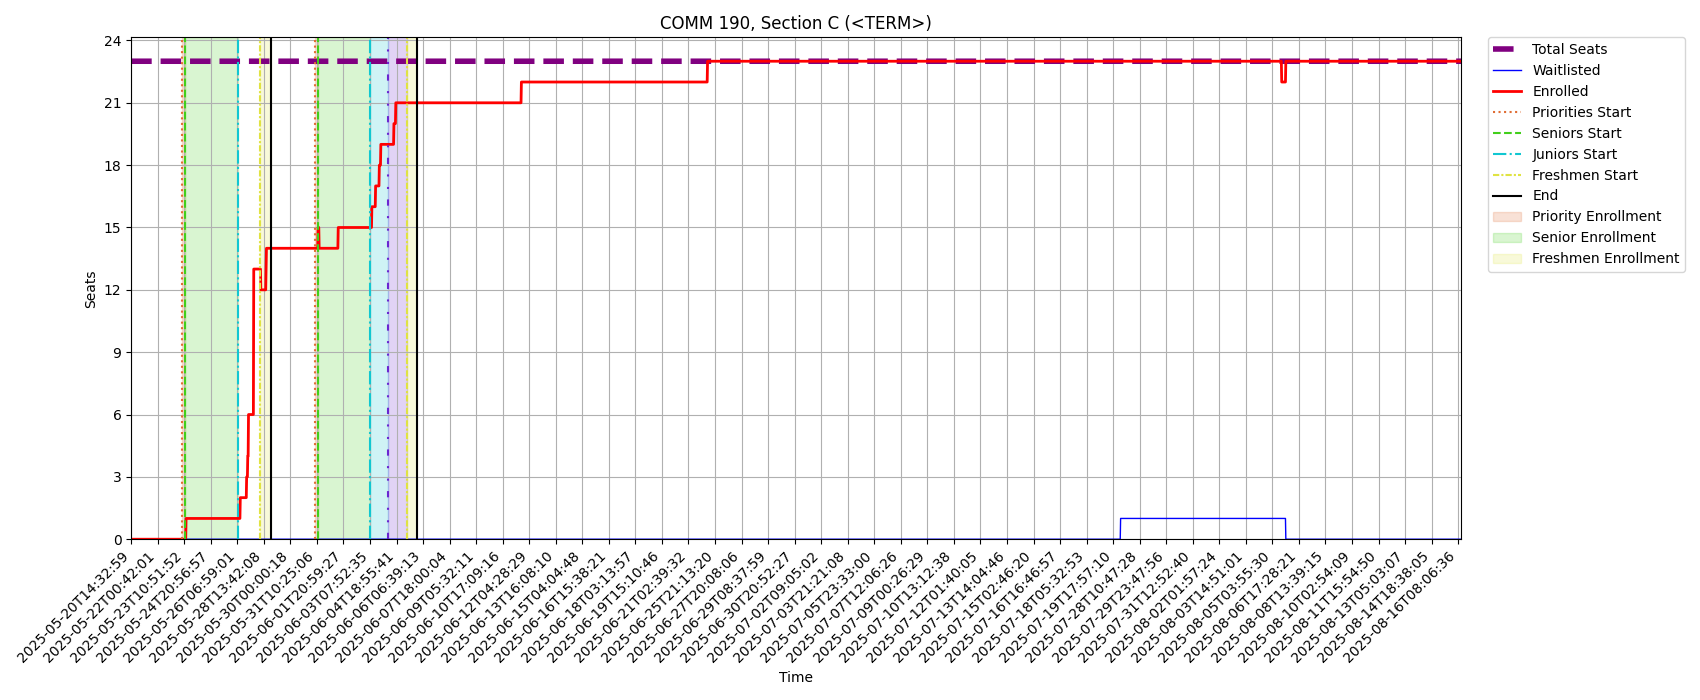 COMM 190, Section C (<TERM>)
24
21
18
15
12
9
6
3
0
Seats
2025-05-20T14:32:59
2025-05-22T00:42:01
2025-05-23T10:51:52
2025-05-24T20:56:57
2025-05-26T06:59:01
2025-05-28T13:42:08
2025-05-30T00:00:18
2025-05-31T10:25:06
2025-06-01T20:59:27
2025-06-03T07:52:35
2025-06-04T18:55:41
2025-06-06T06:39:13
2025-06-07T18:00:04
2025-06-09T05:32:11
2025-06-10T17:09:16
2025-06-12T04:28:29
2025-06-13T16:08:10
2025-06-15T04:04:48
2025-06-16T15:38:21
2025-06-18T03:13:57
2025-06-19T15:10:46
2025-06-21T02:39:32
2025-06-25T21:13:20
2025-06-27T20:08:06
2025-06-29T08:37:59
2025-06-30T20:52:27
2025-07-02T09:05:02
2025-07-03T21:21:08
2025-07-05T23:33:00
2025-07-07T12:06:26
2025-07-09T00:26:29
2025-07-10T13:12:38
2025-07-12T01:40:05
2025-07-13T14:04:46
2025-07-15T02:46:20
2025-07-16T16:46:57
2025-07-18T05:32:53
2025-07-19T17:57:10
2025-07-28T10:47:28
2025-07-29T23:47:56
2025-07-31T12:52:40
2025-08-02T01:57:24
2025-08-03T14:51:01
2025-08-05T03:55:30
2025-08-06T17:28:21
2025-08-08T13:39:15
2025-08-10T02:54:09
2025-08-11T15:54:50
2025-08-13T05:03:07
2025-08-14T18:38:05
2025-08-16T08:06:36
Time
Total Seats
Waitlisted
Enrolled
Priorities Start
Seniors Start
Juniors Start
Freshmen Start
End
Priority Enrollment
Senior Enrollment
Freshmen Enrollment